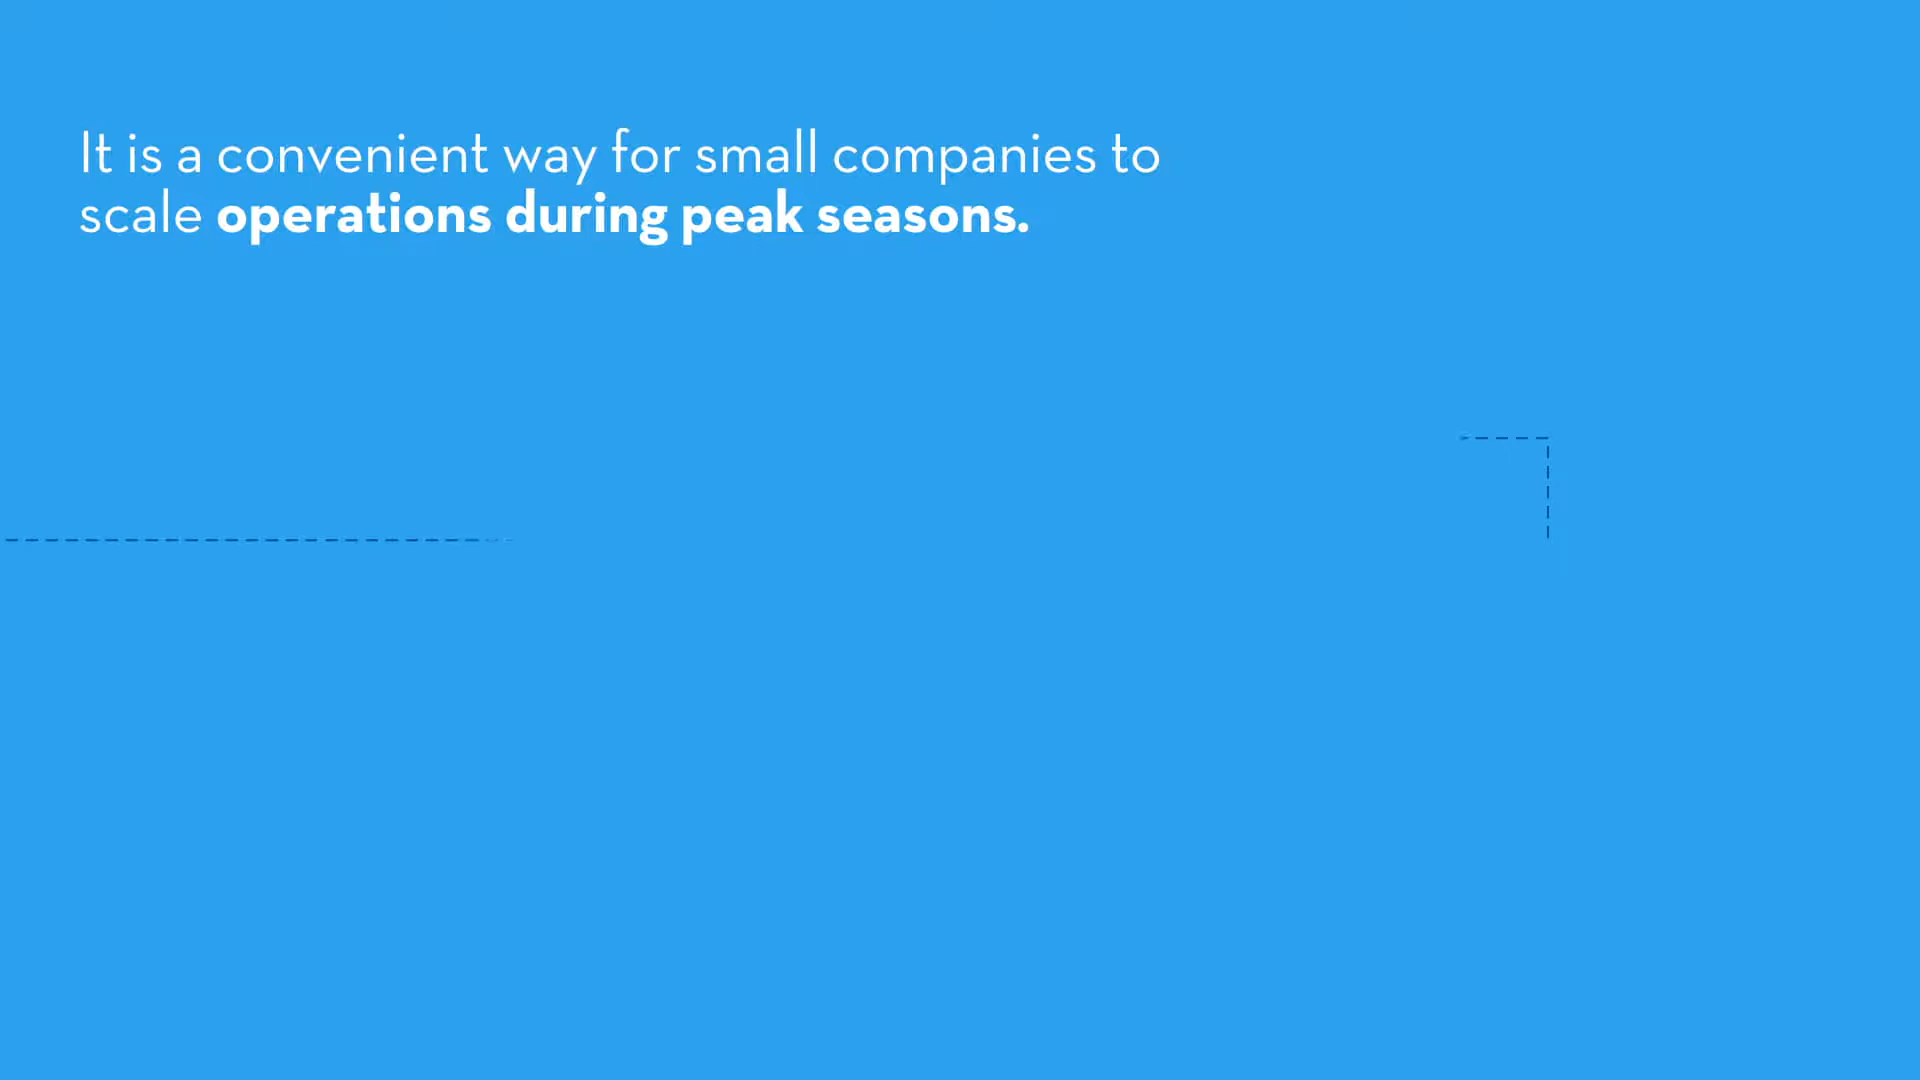 It is a convenient way for small companies to
scale operations during peak seasons.